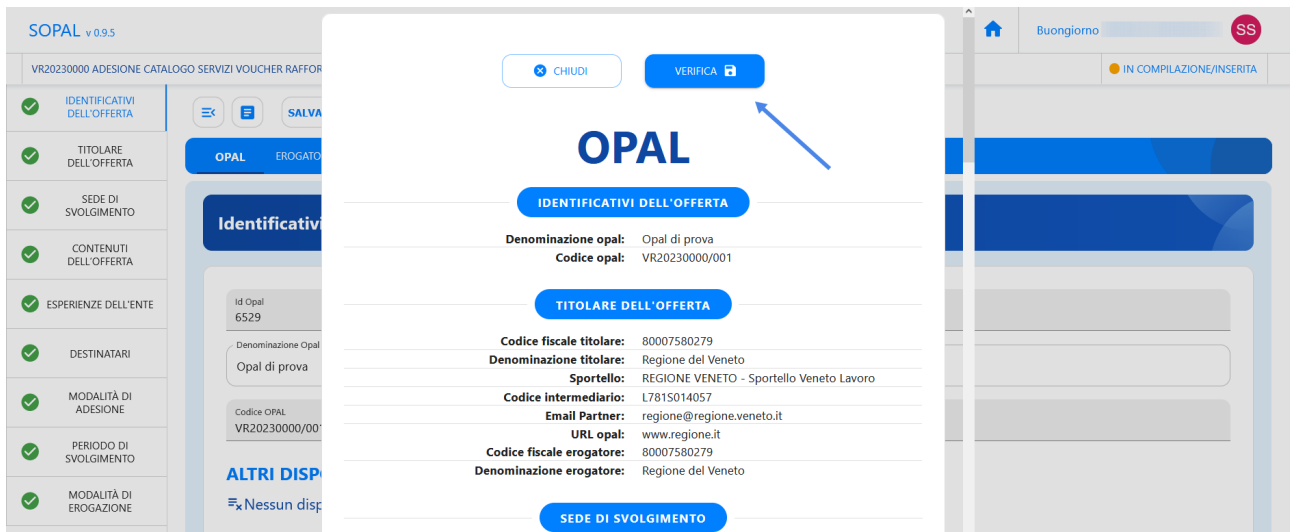 SOPAL v 0.9.5
Buongiorno
SS
VR20230000 ADESIONE CATALOGO SERVIZI VOUCHER RAFFOR
IN COMPILAZIONE/INSERITA
CHIUDI
VERIFICA
IDENTIFICATIVI
DELL'OFFERTA
SALVA
TITOLARE
DELL'OFFERTA
OPAL EROGATO
SEDE DI
SVOLGIMENTO
Identificativi
CONTENUTI
DELL'OFFERTA
ESPERIENZE DELL'ENTE
Id Opal
6529
DESTINATARI
Denominazione Opal
Opal di prova
MODALITÀ DI
ADESIONE
Codice OPAL
VR20230000/001
PERIODO DI
SVOLGIMENTO
ALTRI DISP
MODALITÀ DI
EROGAZIONE
Nessun disp
OPAL
IDENTIFICATIVI DELL'OFFERTA
Denominazione opal: Opal di prova
Codice opal: VR20230000/001
TITOLARE DELL'OFFERTA
Codice fiscale titolare: 80007580279
Denominazione titolare: Regione del Veneto
Sportello: REGIONE VENETO - Sportello Veneto Lavoro
Codice intermediario: L781S014057
Email Partner: regione@regione.veneto.it
URL opal: www.regione.it
Codice fiscale erogatore: 80007580279
Denominazione erogatore: Regione del Veneto
SEDE DI SVOLGIMENTO